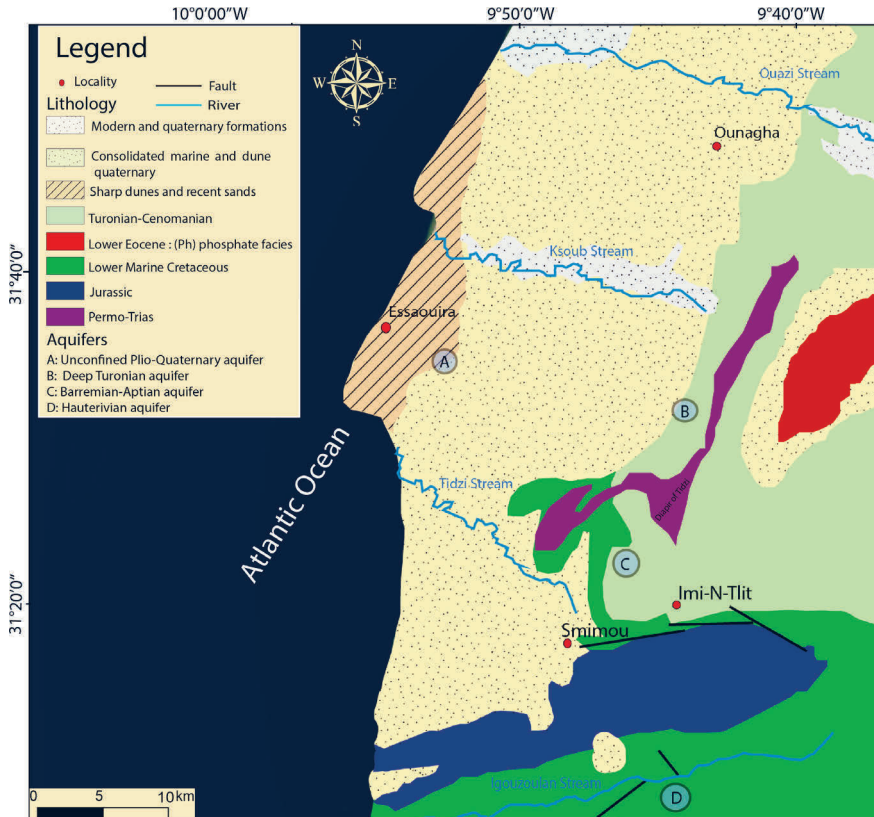 10°0'0"W
9°50'0"W
9°40'0"W
Legend
Locality
Fault
Lithology
River
Modern and quaternary formations
Consolidated marine and dune
quaternary
Sharp dunes and recent sands
Turonian-Cenomanian
Lower Eocene : (Ph) phosphate facies
Lower Marine Cretaceous
Jurassic
Permo-Trias
Aquifers
A: Unconfined Plio-Quaternary aquifer
B: Deep Turonian aquifer
C: Barremian-Aptian aquifer
D: Hauterivian aquifer
N
W
E
S
Ouazi Stream
Ounagha
31°40'0"
Ksoub Stream
Essaouira
A
B
Atlantic Ocean
Tidzi Stream
Diape of Tidzi
C
31°20'0"
Imi-N-Tlit
Smimou
Igouzoulan Stream
D
0 5 10 km